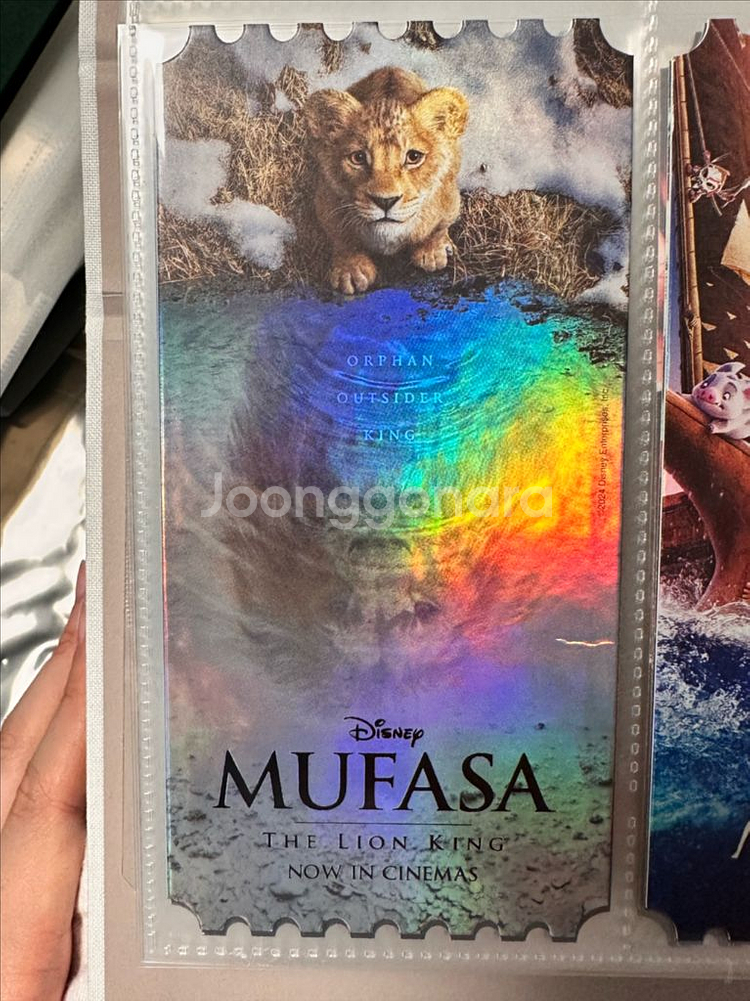 ORPHAN
OUTSIDER
KING
Joonggonara
©2024 Disney Enterprises, Inc.
Disney
MUFASA
THE LION KING
NOW IN CINEMAS